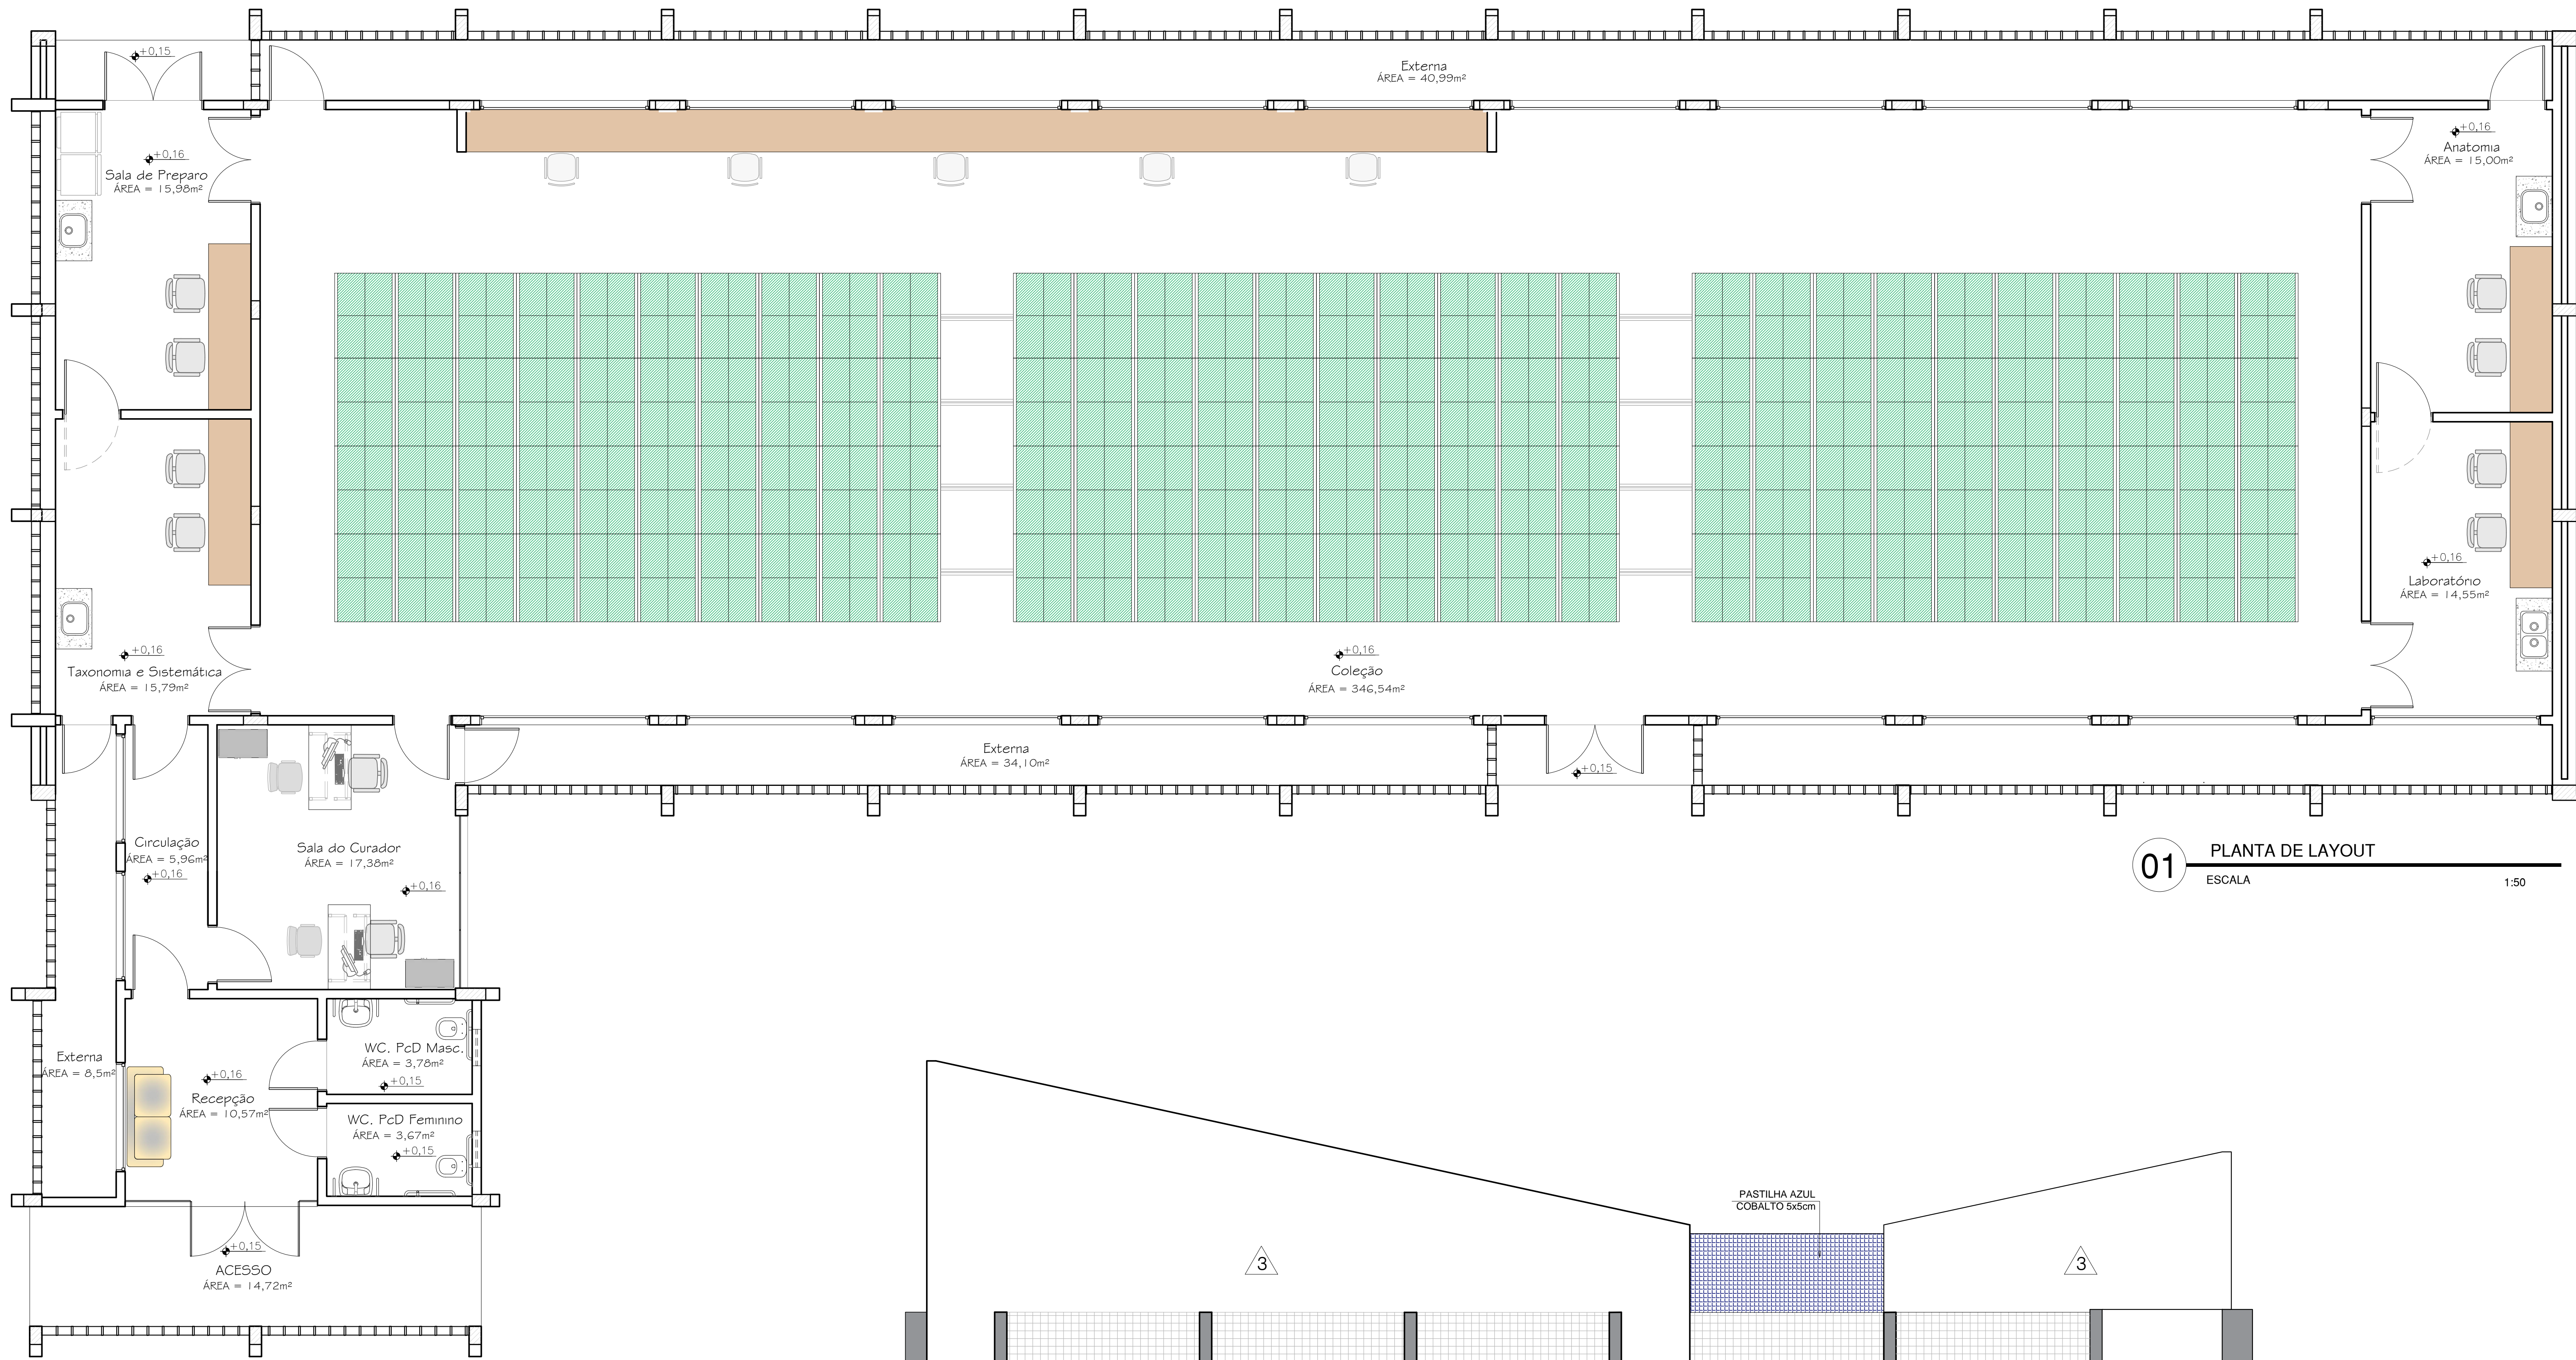 +0,15
Externa
ÁREA = 40,99m²
+0,16
Sala de Preparo
ÁREA = 15,98m²
+0,16
Anatomia
ÁREA = 15,00m²
+0,16
Laboratório
ÁREA = 14,55m²
+0,16
Taxonomia e Sistemática
ÁREA = 15,79m²
+0,16
Coleção
ÁREA = 346,54m²
Externa
ÁREA = 34,10m²
+0,15
Circulação
ÁREA = 5,96m²
+0,16
Sala do Curador
ÁREA = 17,38m²
+0,16
01
PLANTA DE LAYOUT
ESCALA
1:50
Externa
ÁREA = 8,5m²
+0,16
Recepção
ÁREA = 10,57m²
WC. PcD Masc.
ÁREA = 3,78m²
+0,15
WC. PcD Feminino
ÁREA = 3,67m²
+0,15
+0,15
ACESSO
ÁREA = 14,72m²
PASTILHA AZUL
COBALTO 5x5cm
3
3